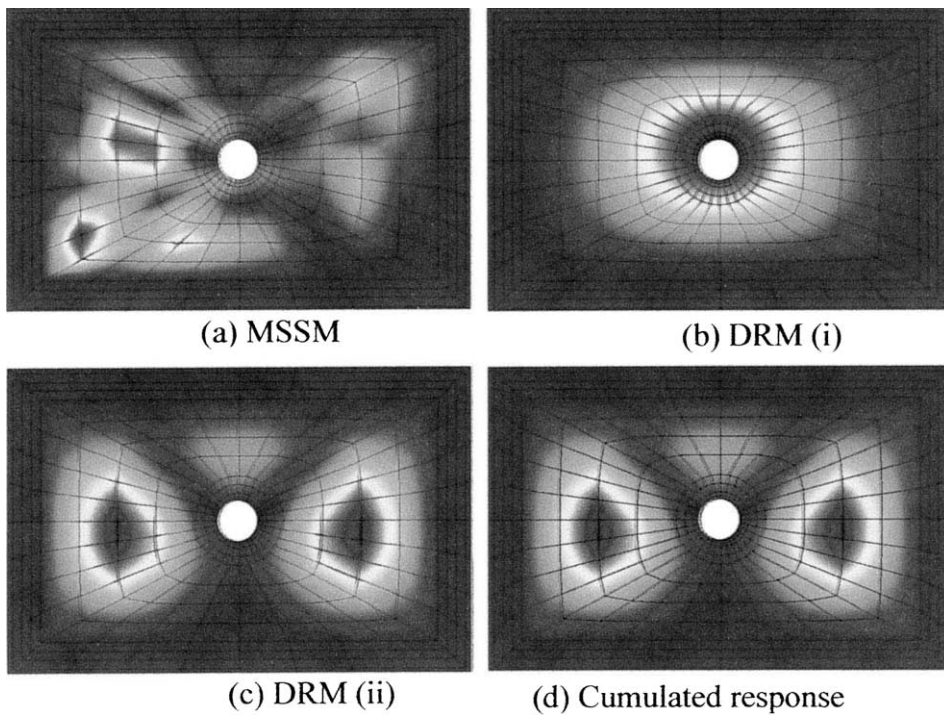 (a) MSSM
(b) DRM (i)
(c) DRM (ii)
(d) Cumulated response